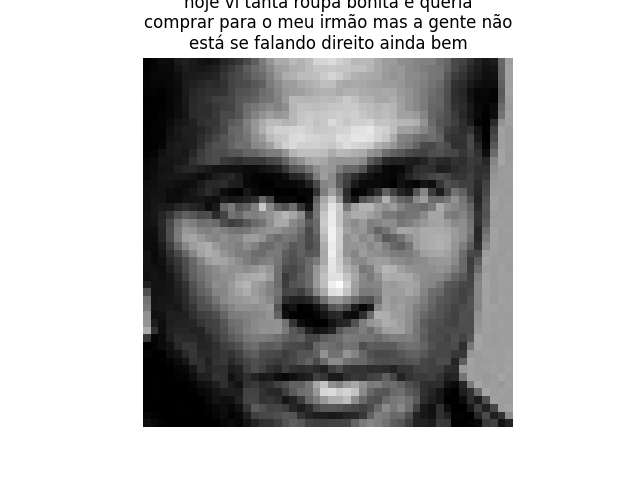 hoje vi tanta roupa bonita e queria
comprar para o meu irmão mas a gente não
está se falando direito ainda bem